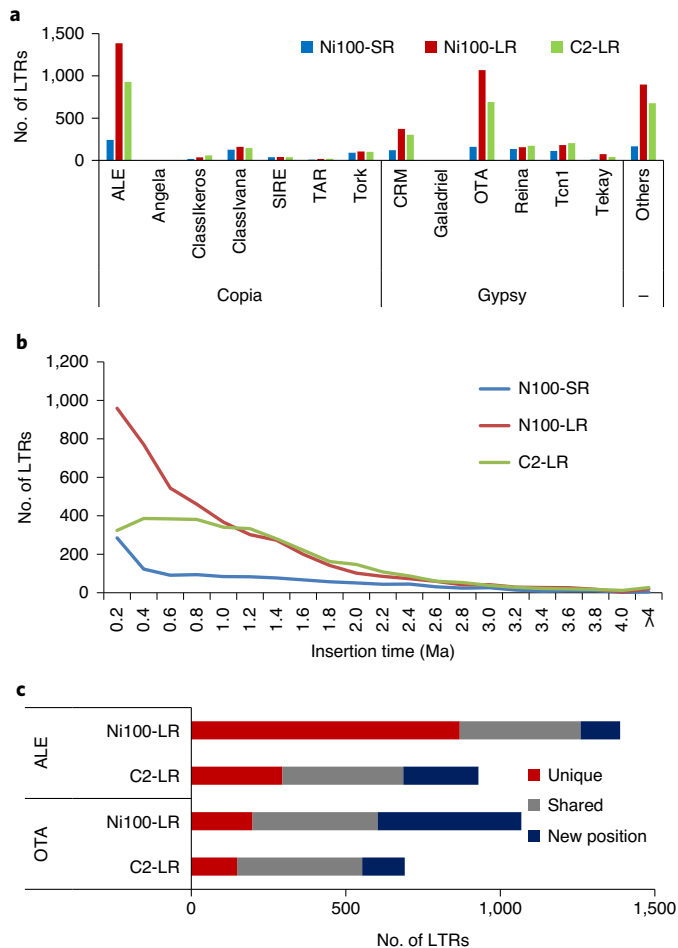 a
1,500
1,000
500
0
No. of LTRs
Ni100-SR
Ni100-LR
C2-LR
ALE
Angela
ClassIkeros
ClassIvana
SIRE
TAR
Tork
CRM
Galadriel
OTA
Reina
Tcn1
Tekay
Others
Copia
Gypsy
–
b
1,200
1,000
800
600
400
200
0
No. of LTRs
N100-SR
N100-LR
C2-LR
0.2
0.4
0.6
0.8
1.0
1.2
1.4
1.6
1.8
2.0
2.2
2.4
2.6
2.8
3.0
3.2
3.4
3.6
3.8
4.0
>4
Insertion time (Ma)
c
ALE
Ni100-LR
C2-LR
OTA
Ni100-LR
C2-LR
Unique
Shared
New position
0
500
1,000
1,500
No. of LTRs